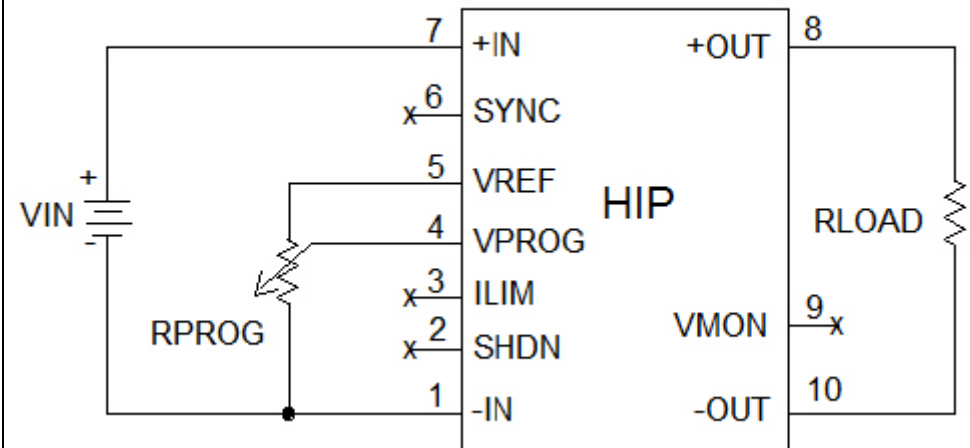 7 +IN +OUT 8
x 6 SYNC
5 VREF
HIP
+ VIN -
4 VPROG
RLOAD
x 3 ILIM
RPROG
VMON 9 x
x 2 SHDN
1 -IN -OUT 10